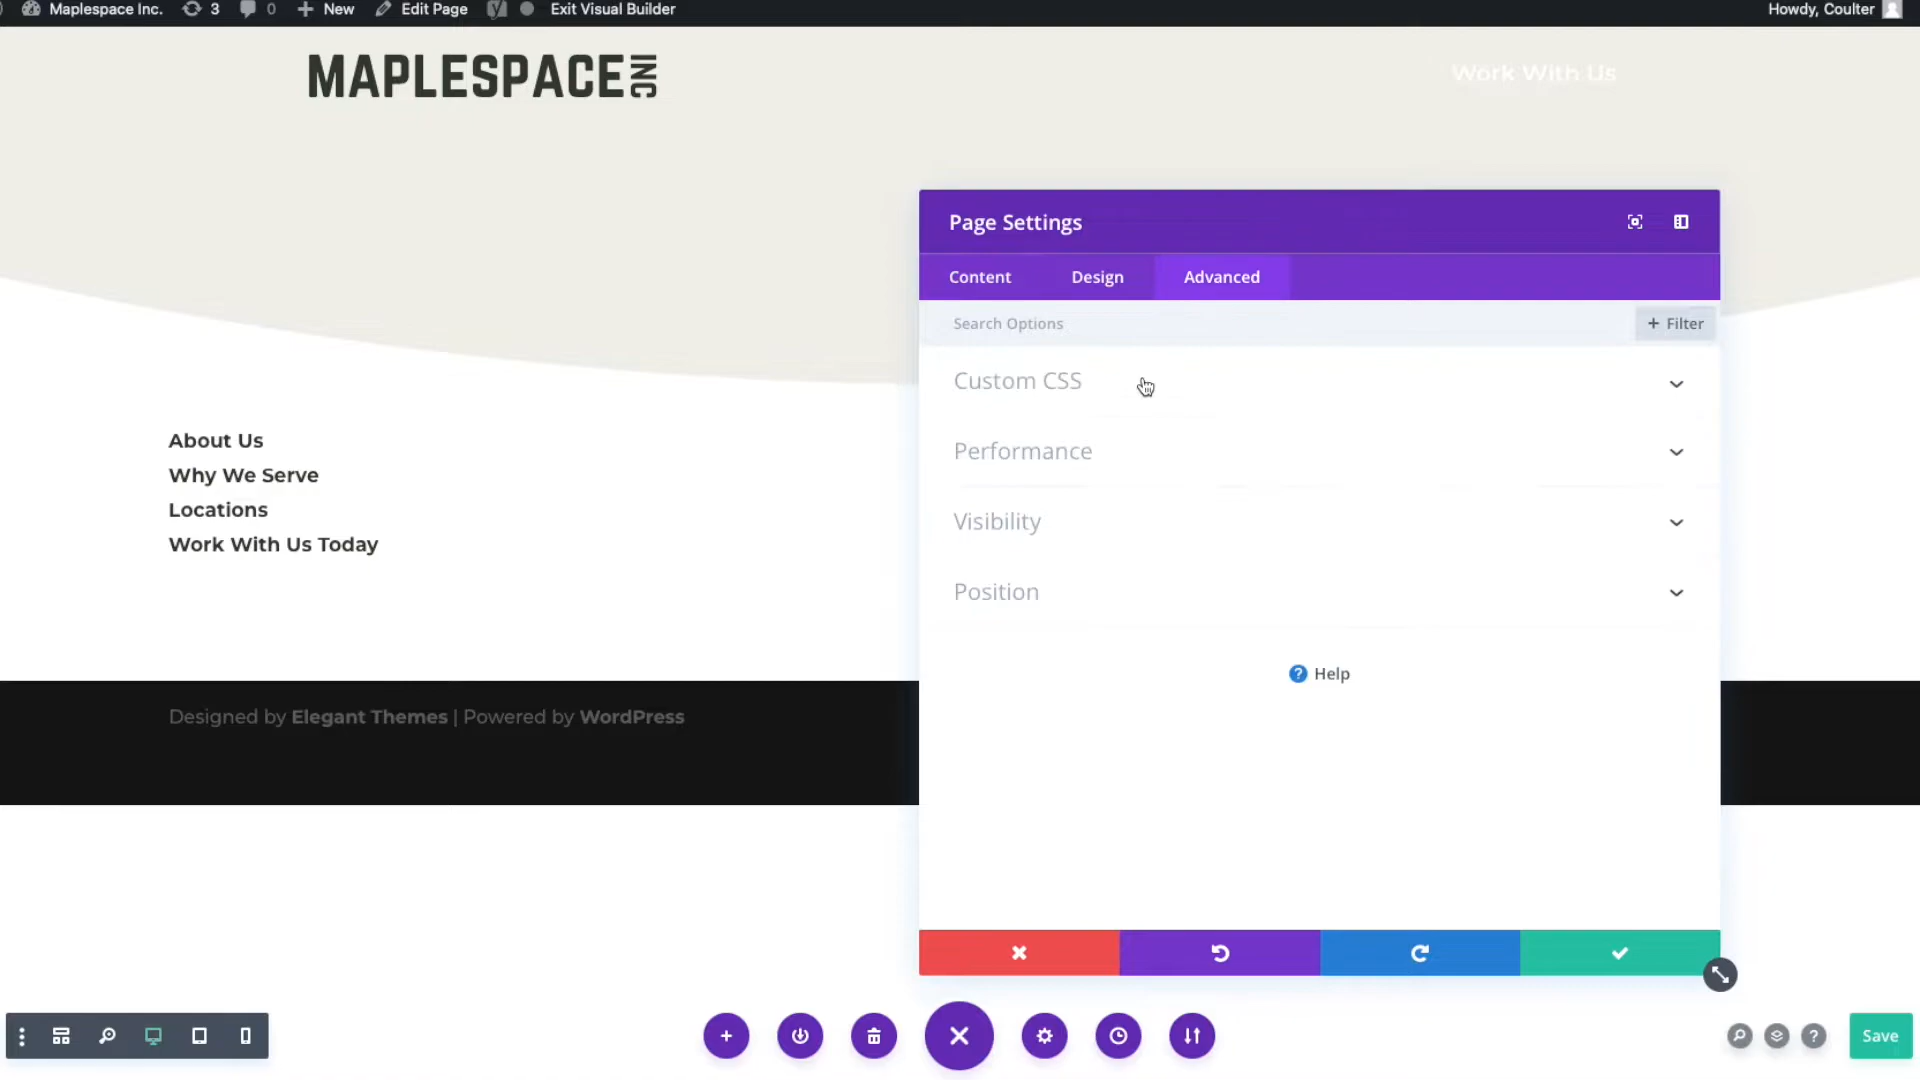 Maplespace Inc. 3 0 New Edit Page Exit Visual Builder Howdy, Coulter
MAPLESPACE INC
Work With Us
Page Settings
Content Design Advanced
Search Options + Filter
Custom CSS
Performance
Visibility
Position
? Help
About Us
Why We Serve
Locations
Work With Us Today
Designed by Elegant Themes | Powered by WordPress
? Save